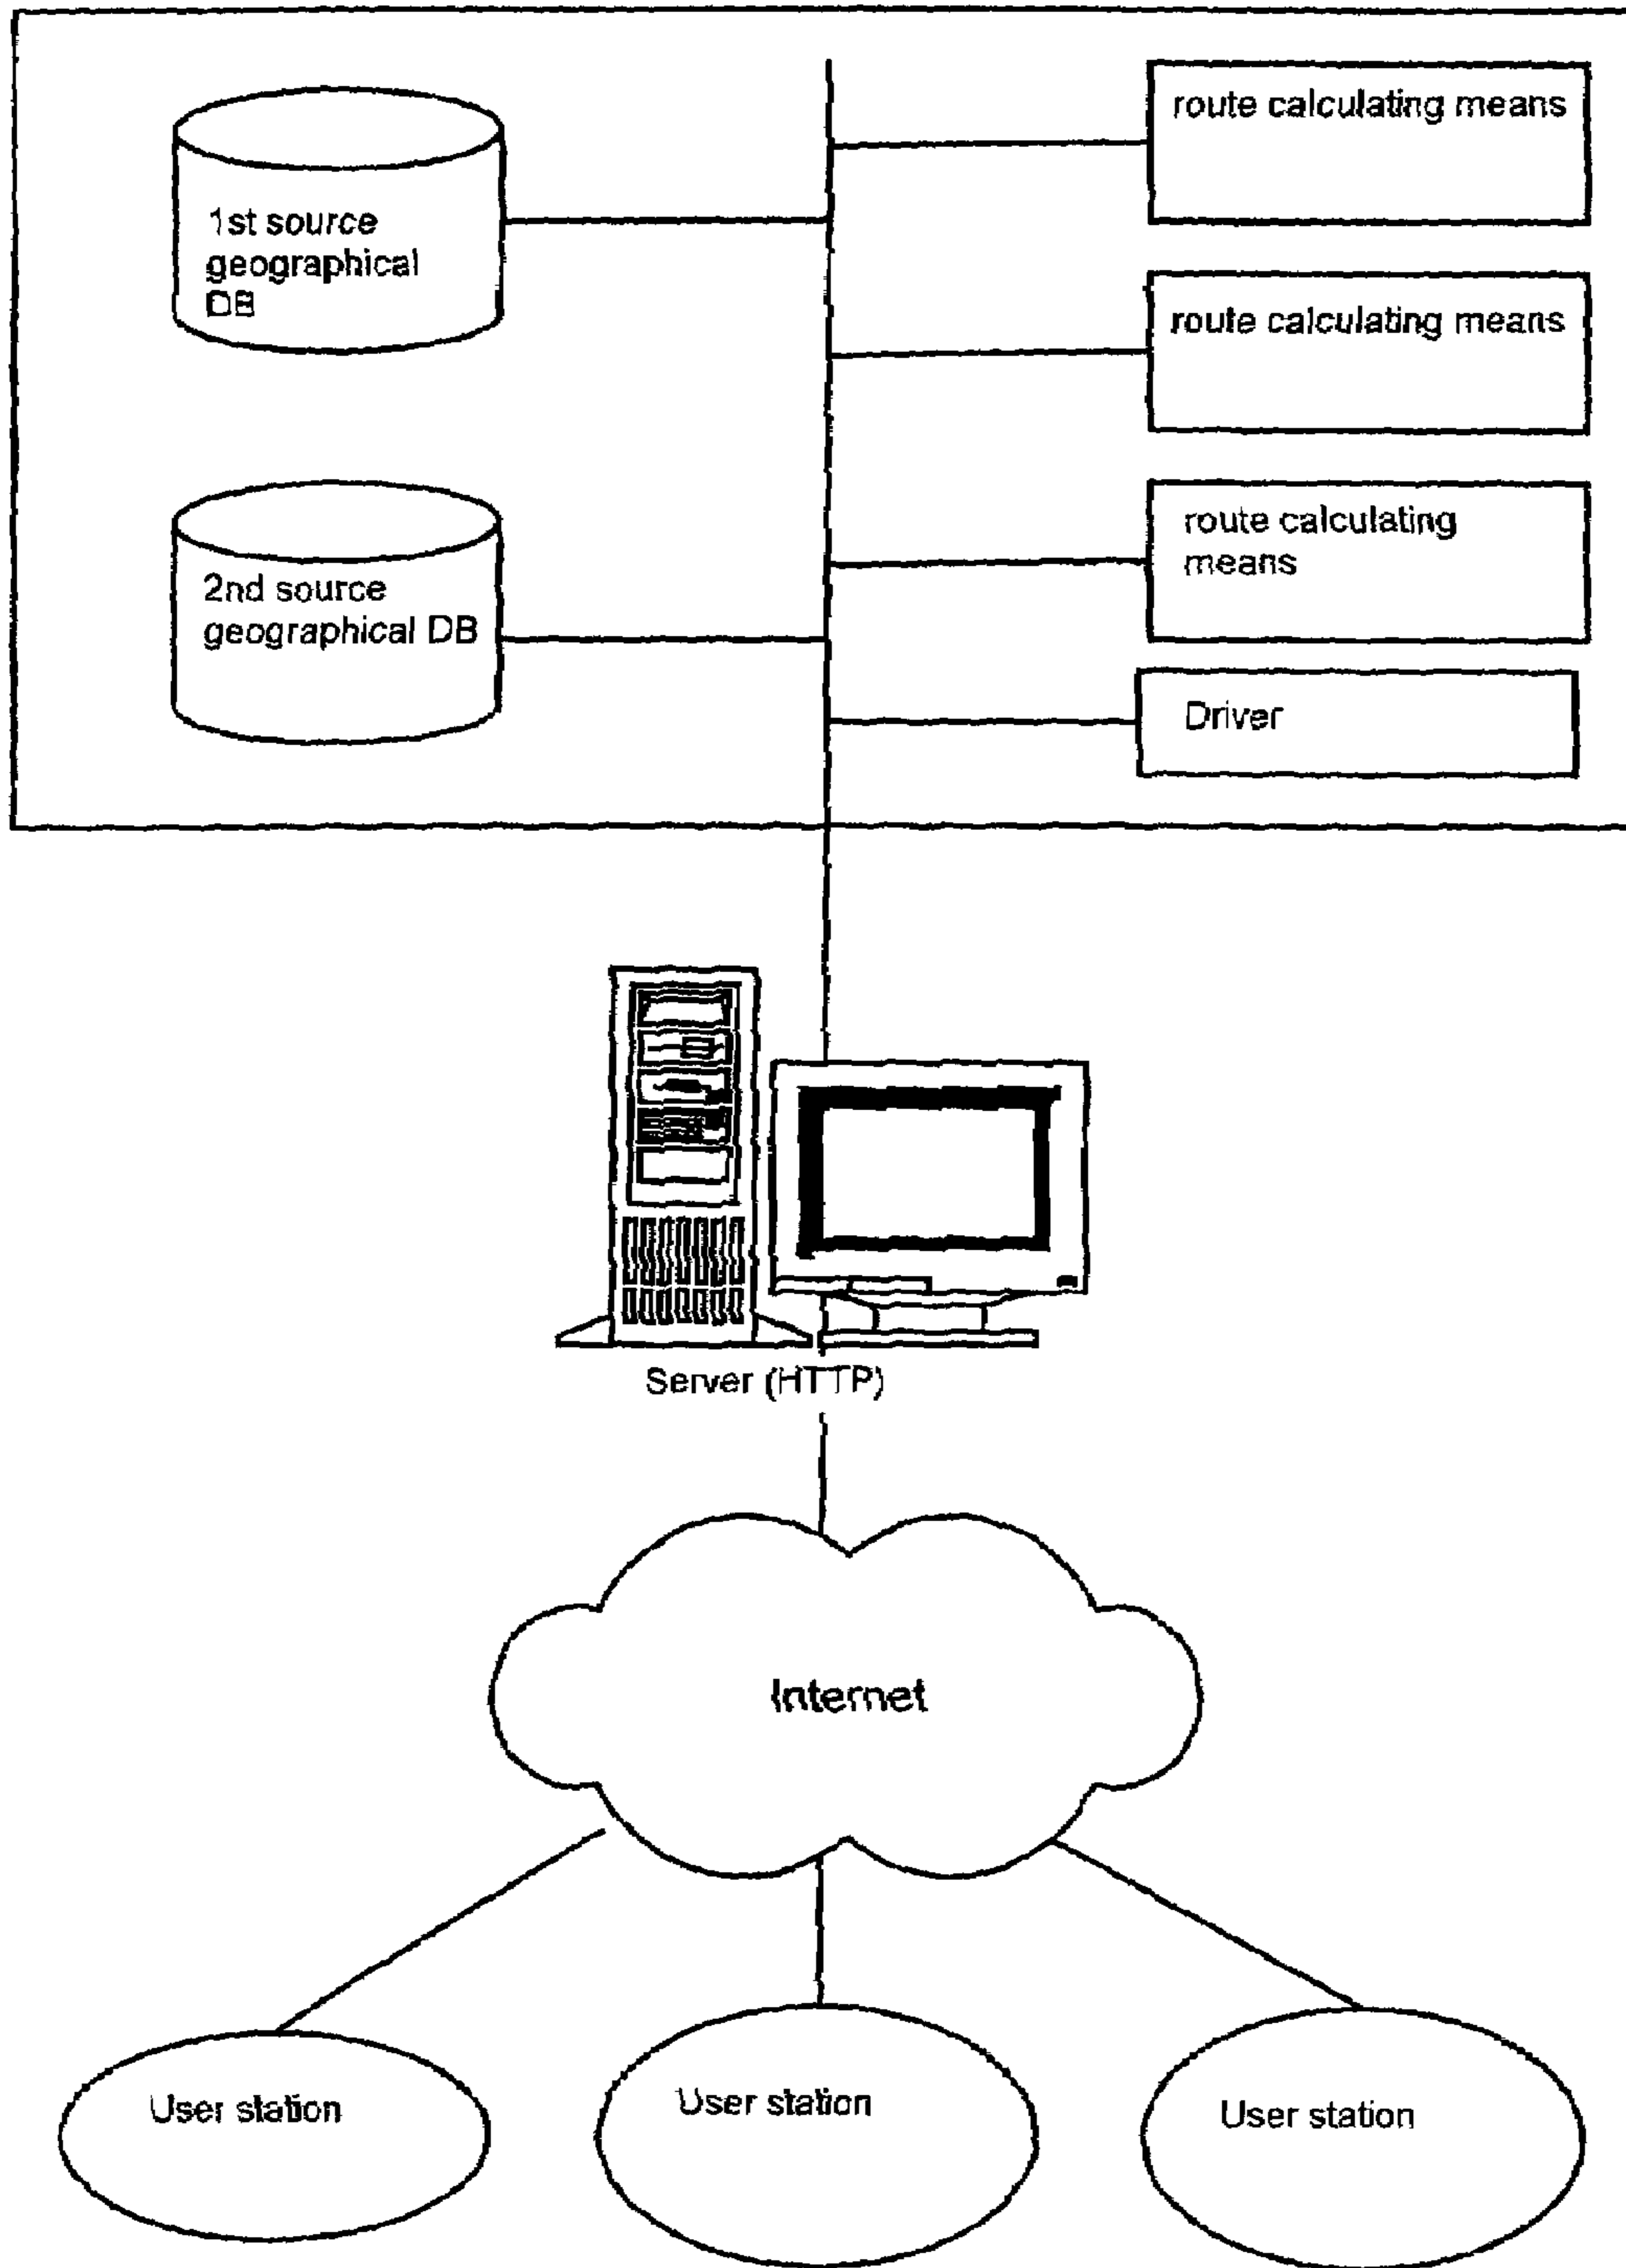 route calculating means
1st source
geographical
DB
route calculating means
route calculating
means
2nd source
geographical DB
Driver
Server (HTTP)
Internet
User station
User station
User station